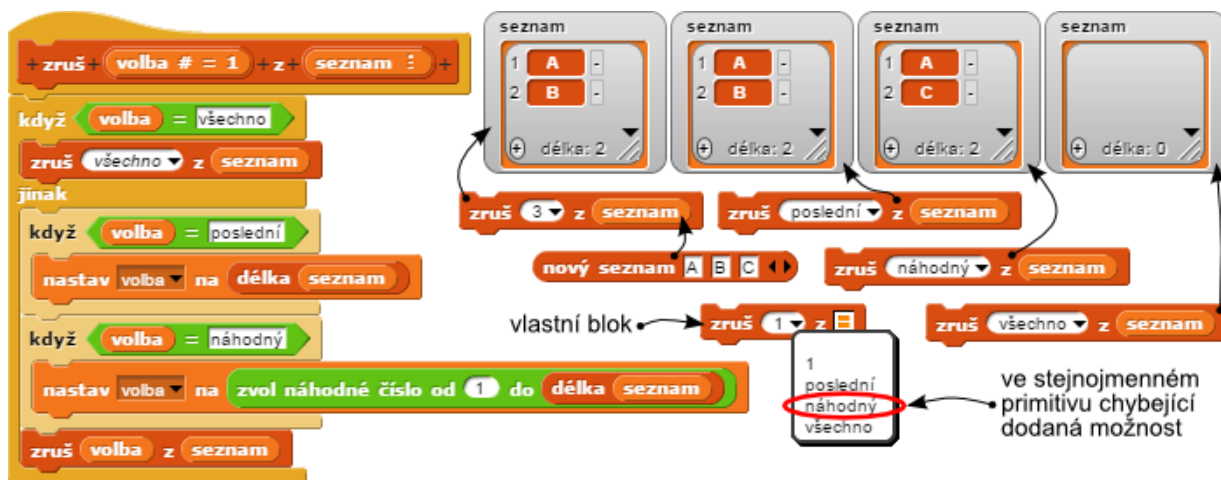 + zruš + volba # = 1 + z + seznam ⋮ +
když volba = všechno
zruš všechno z seznam
jinak
když volba = poslední
nastav volba na délka seznam
když volba = náhodný
nastav volba na zvol náhodné číslo od 1 do délka seznam
zruš volba z seznam
seznam
1 A -
2 B -
+ délka: 2
seznam
1 A -
2 B -
+ délka: 2
seznam
1 A -
2 C -
+ délka: 2
seznam
+ délka: 0
zruš 3 z seznam
zruš poslední z seznam
nový seznam A B C
zruš náhodný z seznam
vlastní blok
zruš 1 z
zruš všechno z seznam
1
poslední
náhodný
všechno
ve stejnojmenném
primitivu chybející
dodaná možnost